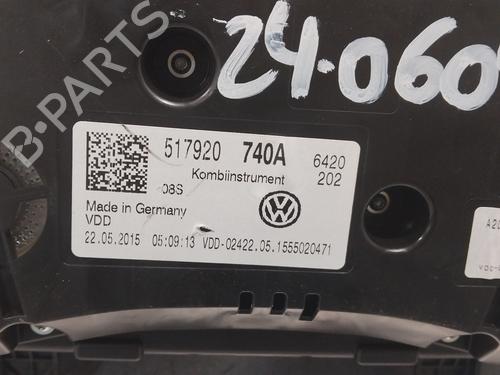 24.060
517920 740A 6420
Kombiinstrument 202
08S
Made in Germany
VDD
22.05.2015 05:09:13 VDD-02422.05.1555020471
B-Parts